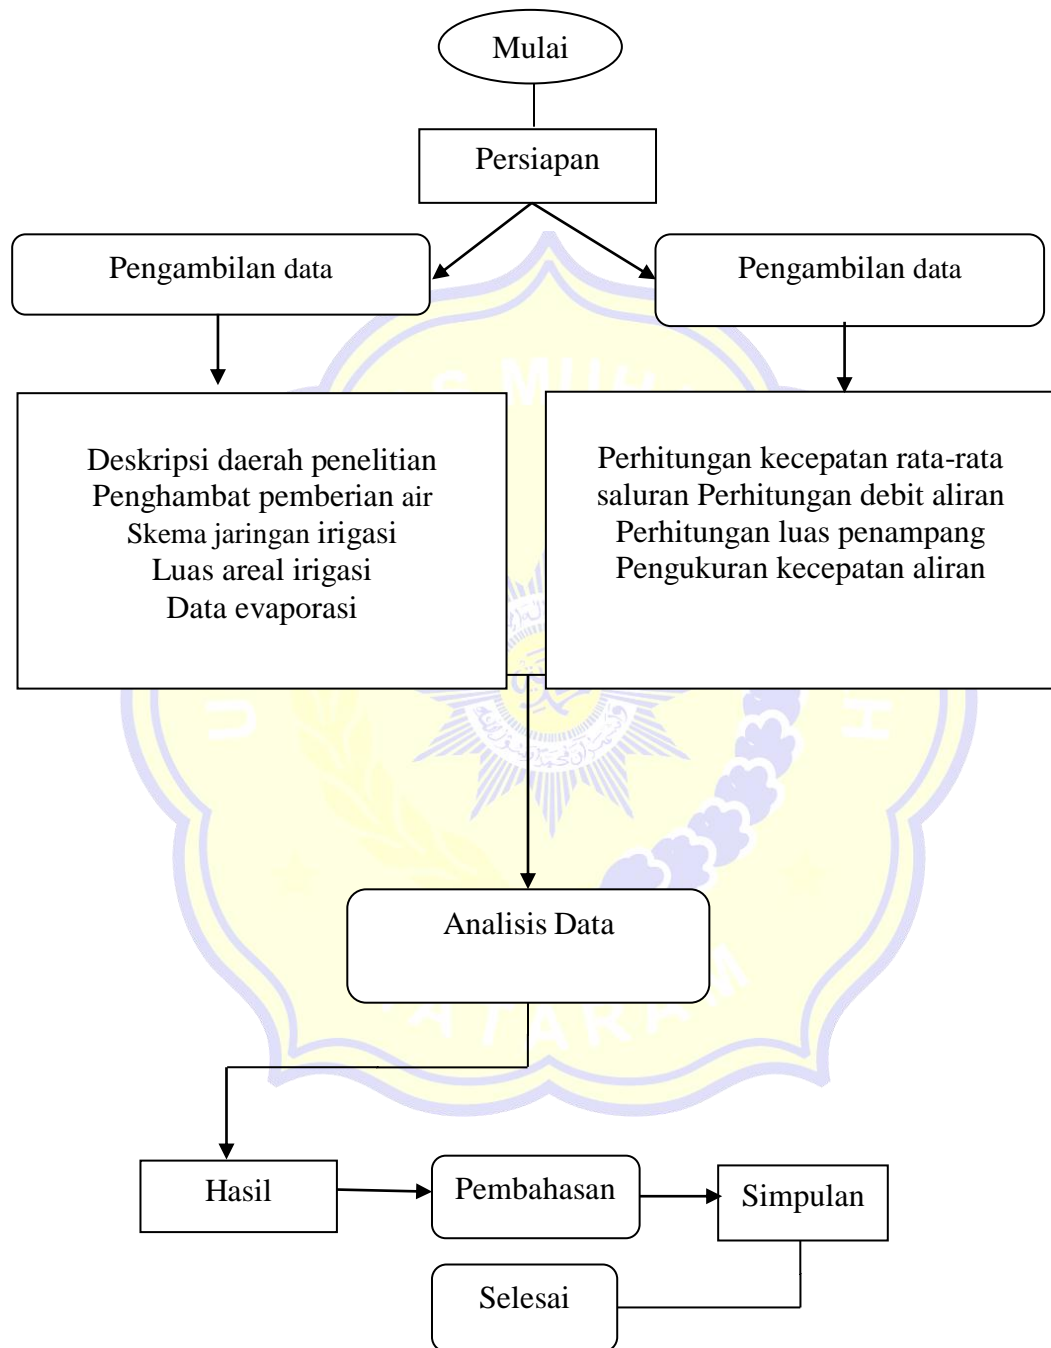 Mulai
Persiapan
Pengambilan data
Pengambilan data
Deskripsi daerah penelitian
Penghambat pemberian air
Skema jaringan irigasi
Luas areal irigasi
Data evaporasi
Perhitungan kecepatan rata-rata
saluran Perhitungan debit aliran
Perhitungan luas penampang
Pengukuran kecepatan aliran
Analisis Data
Hasil
Pembahasan
Simpulan
Selesai
MATARAM